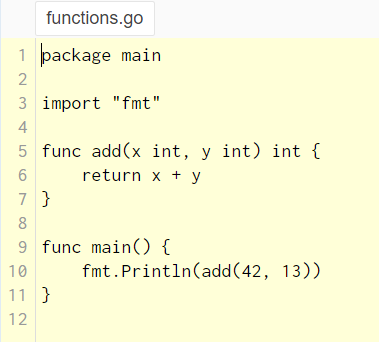 functions.go
1 package main
2
3 import "fmt"
4
5 func add(x int, y int) int {
6     return x + y
7 }
8
9 func main() {
10     fmt.Println(add(42, 13))
11 }
12